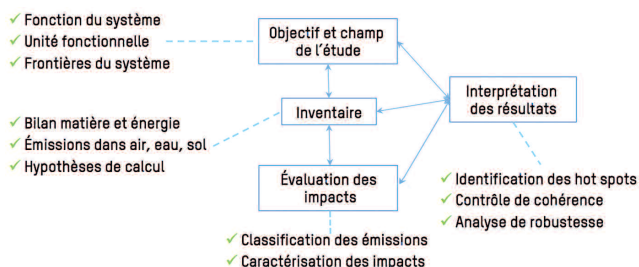 ✓ Fonction du système
✓ Unité fonctionnelle
✓ Frontières du système
Objectif et champ
de l'étude
✓ Bilan matière et énergie
✓ Émissions dans air, eau, sol
✓ Hypothèses de calcul
Inventaire
Évaluation des
impacts
✓ Classification des émissions
✓ Caractérisation des impacts
Interprétation
des résultats
✓ Identification des hot spots
✓ Contrôle de cohérence
✓ Analyse de robustesse